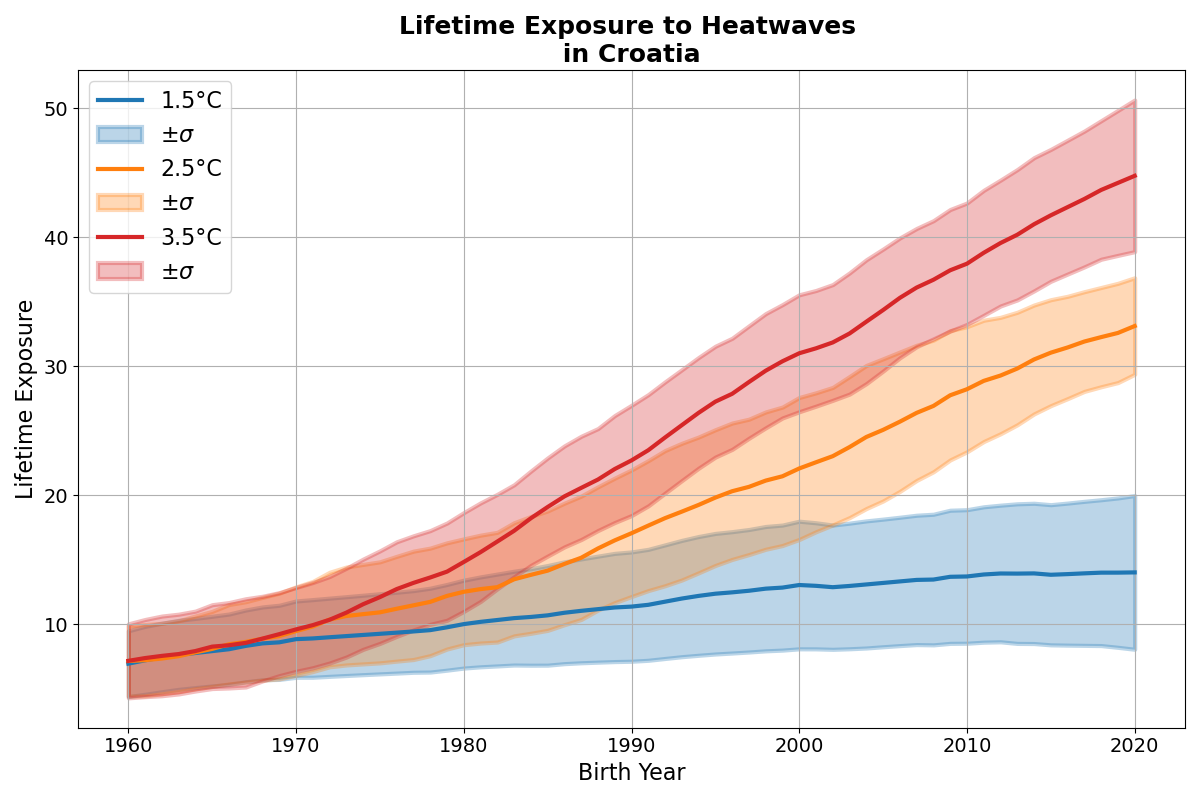 Lifetime Exposure to Heatwaves
in Croatia
1.5°C
±σ
2.5°C
±σ
3.5°C
±σ
50
40
30
20
10
Lifetime Exposure
1960 1970 1980 1990 2000 2010 2020
Birth Year